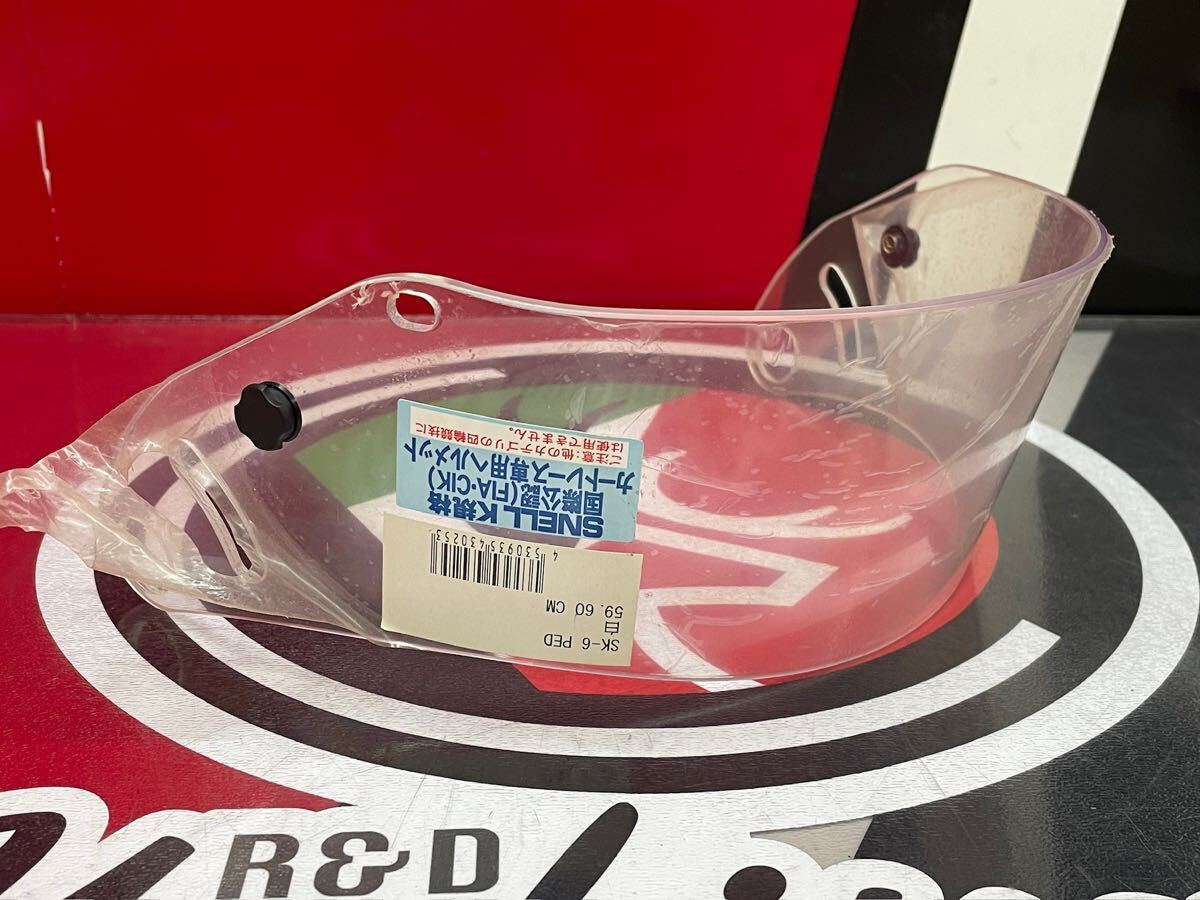 SNELL K規格
国際公認(FIA・CIK)
カートレース専用ヘルメット
ご注意:他のカテゴリの四輪競技に
は使用できません。
SK-6 PED
白
59. 60 CM
4 530935 430253
R&D